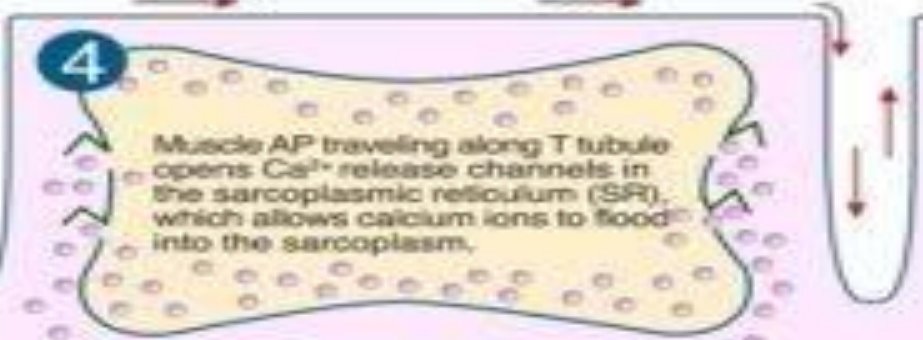 4
Muscle AP traveling along T tubule
opens Ca²⁺ release channels in
the sarcoplasmic reticulum (SR),
which allows calcium ions to flood
into the sarcoplasm.